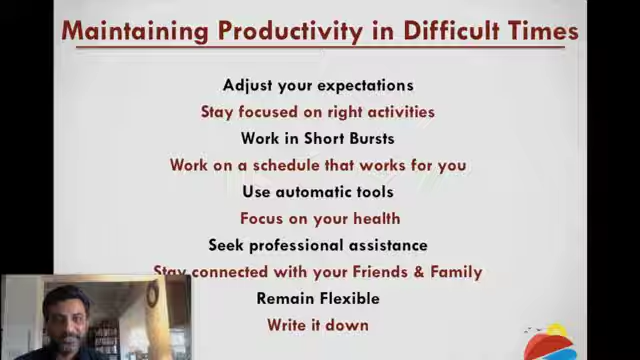 Maintaining Productivity in Difficult Times
Adjust your expectations
Stay focused on right activities
Work in Short Bursts
Work on a schedule that works for you
Use automatic tools
Focus on your health
Seek professional assistance
Stay connected with your Friends & Family
Remain Flexible
Write it down